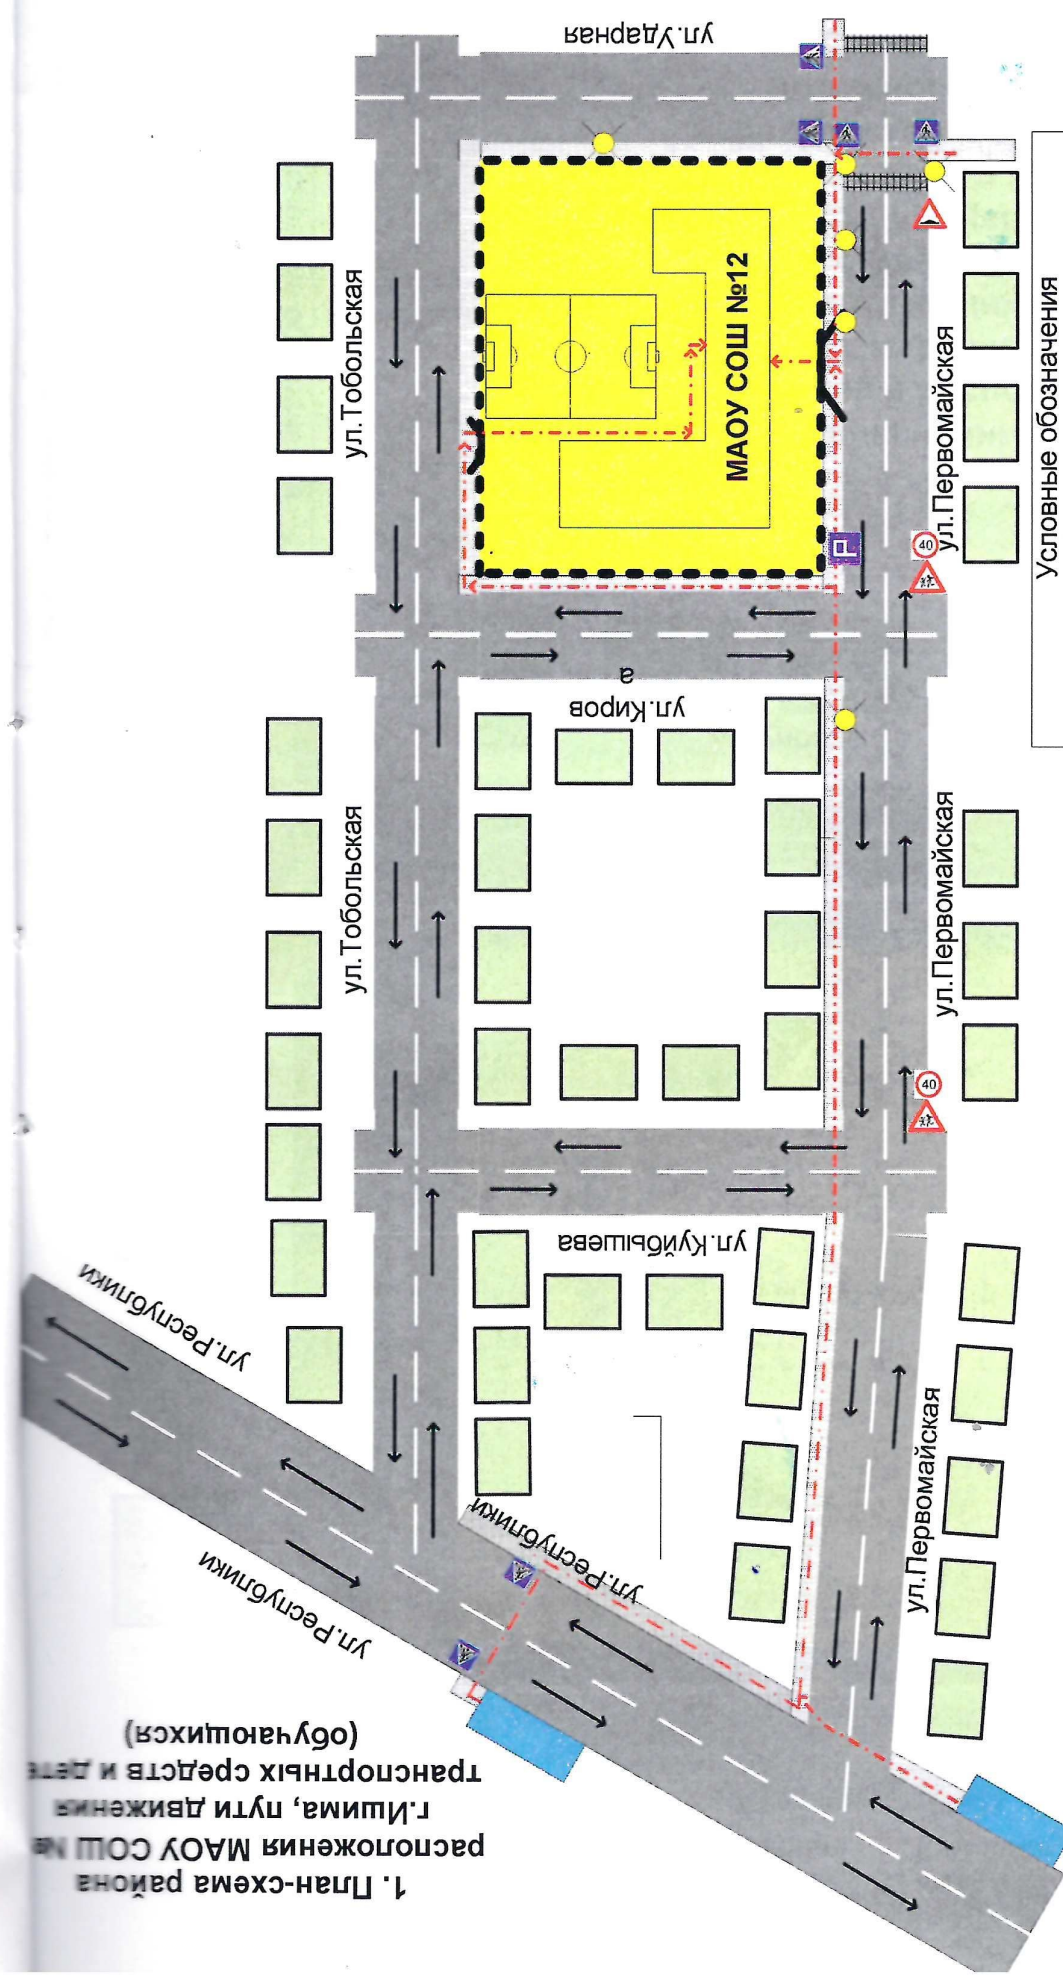 1. План-схема района
расположения МАОУ СОШ №
г.Ишима, пути движения
транспортных средств и дете
(обучающихся)
ул.Ударная
ул.Тобольская
ул.Тобольская
МАОУ СОШ №12
ул.Первомайская
ул.Первомайская
ул.Первомайская
ул.Киров
а
ул.Куйбышева
ул.Республики
ул.Республики
ул.Республики
P
40
40
Условные обозначения